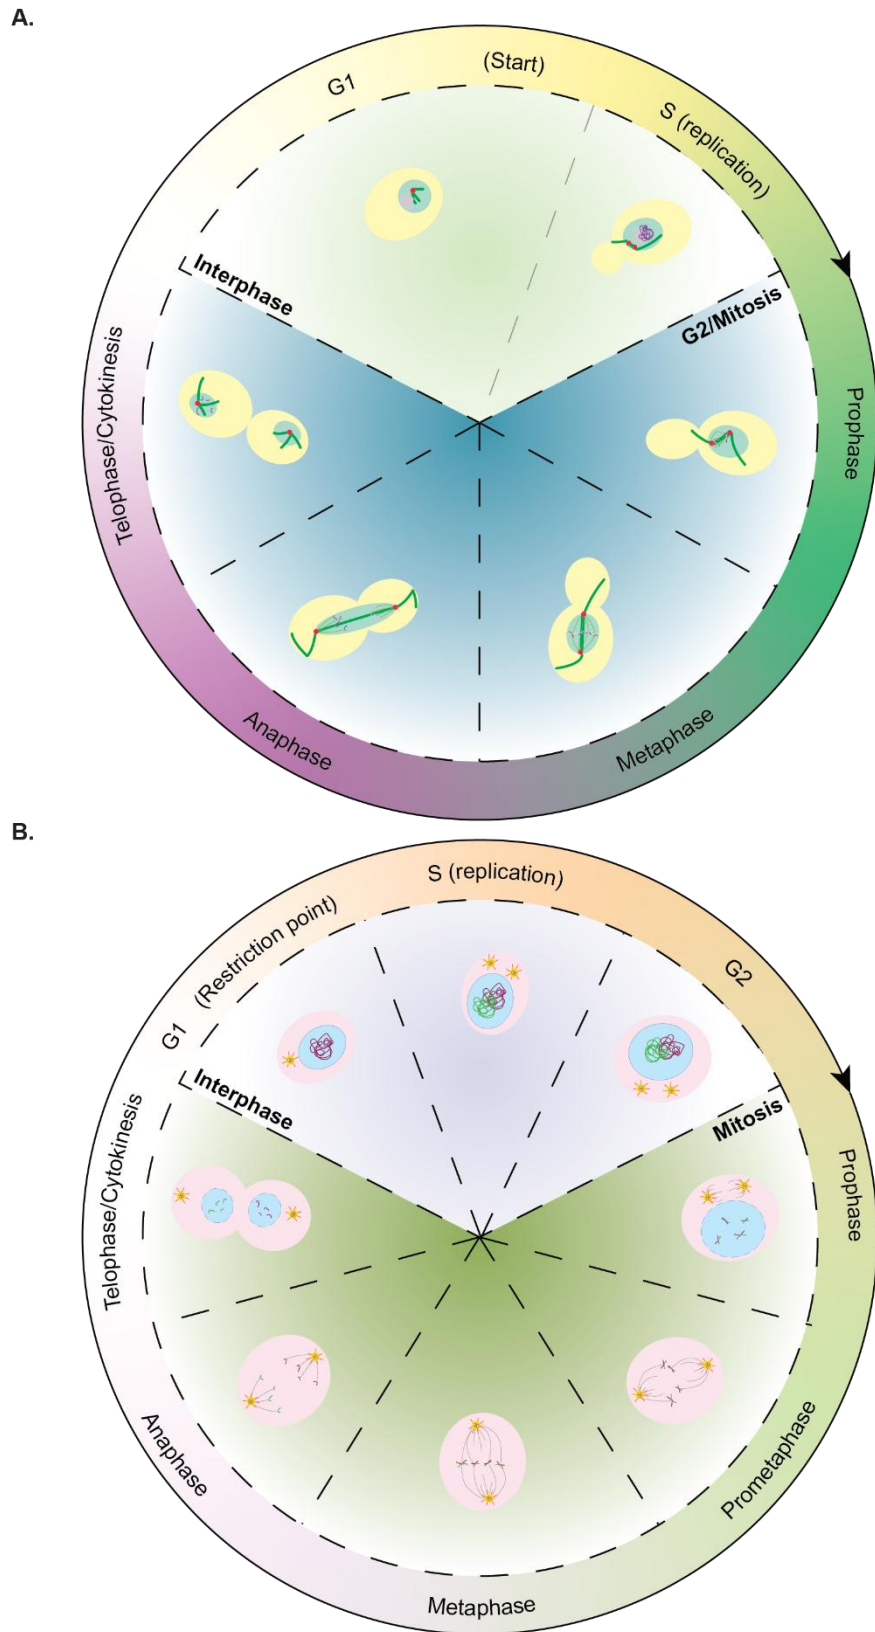 A.
G1
(Start)
S (replication)
Interphase
G2/Mitosis
Prophase
Metaphase
Anaphase
Telophase/Cytokinesis
B.
G1
(Restriction point)
S (replication)
G2
Interphase
Mitosis
Prophase
Prometaphase
Metaphase
Anaphase
Telophase/Cytokinesis